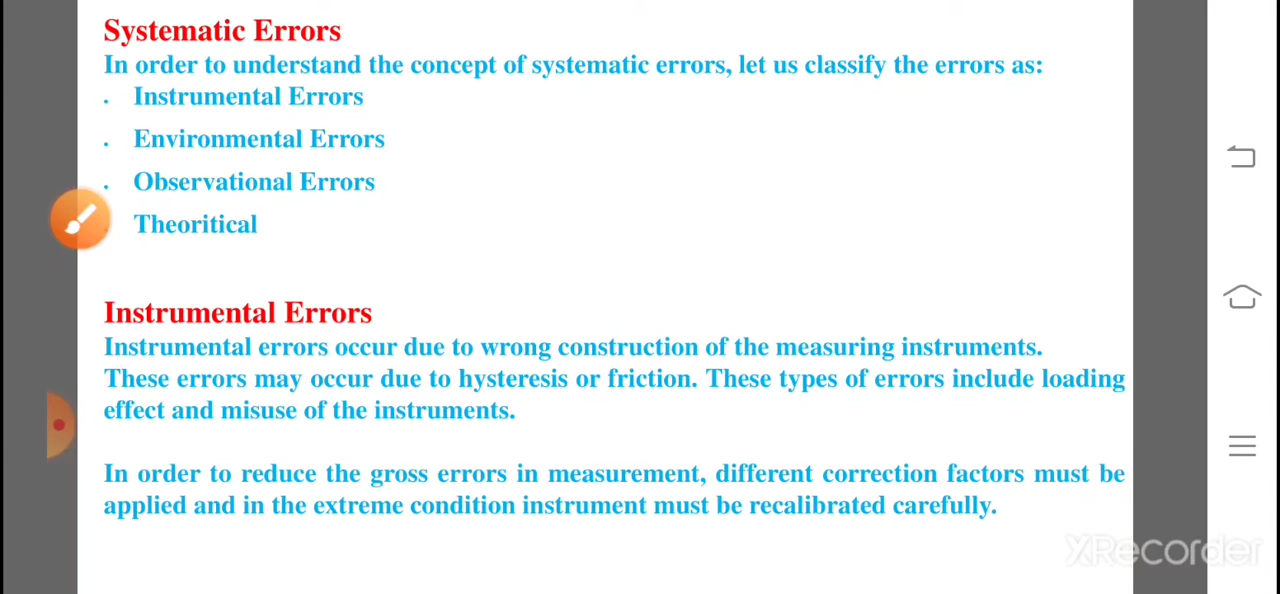 Systematic Errors
In order to understand the concept of systematic errors, let us classify the errors as:
. Instrumental Errors
. Environmental Errors
. Observational Errors
Theoritical
Instrumental Errors
Instrumental errors occur due to wrong construction of the measuring instruments.
These errors may occur due to hysteresis or friction. These types of errors include loading
effect and misuse of the instruments.
In order to reduce the gross errors in measurement, different correction factors must be
applied and in the extreme condition instrument must be recalibrated carefully.
XRecorder